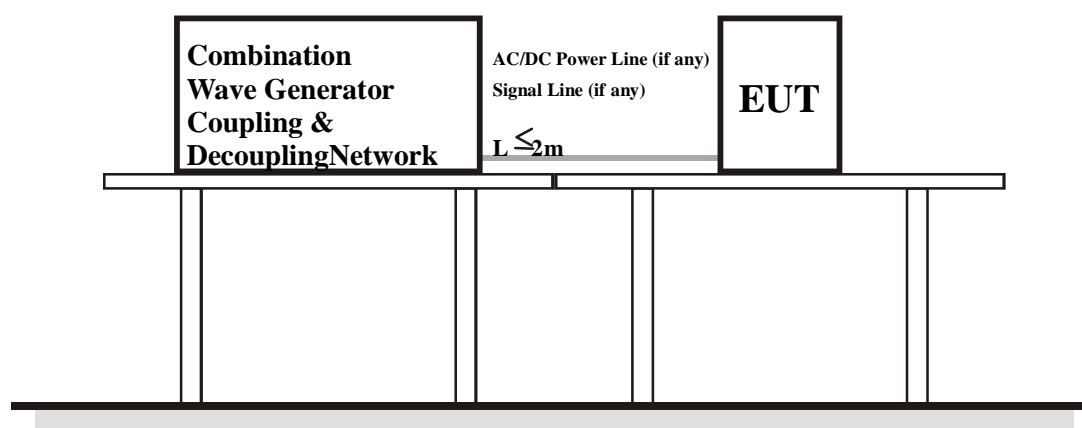 Combination
Wave Generator
Coupling &
DecouplingNetwork
AC/DC Power Line (if any)
Signal Line (if any)
L ≤2m
EUT